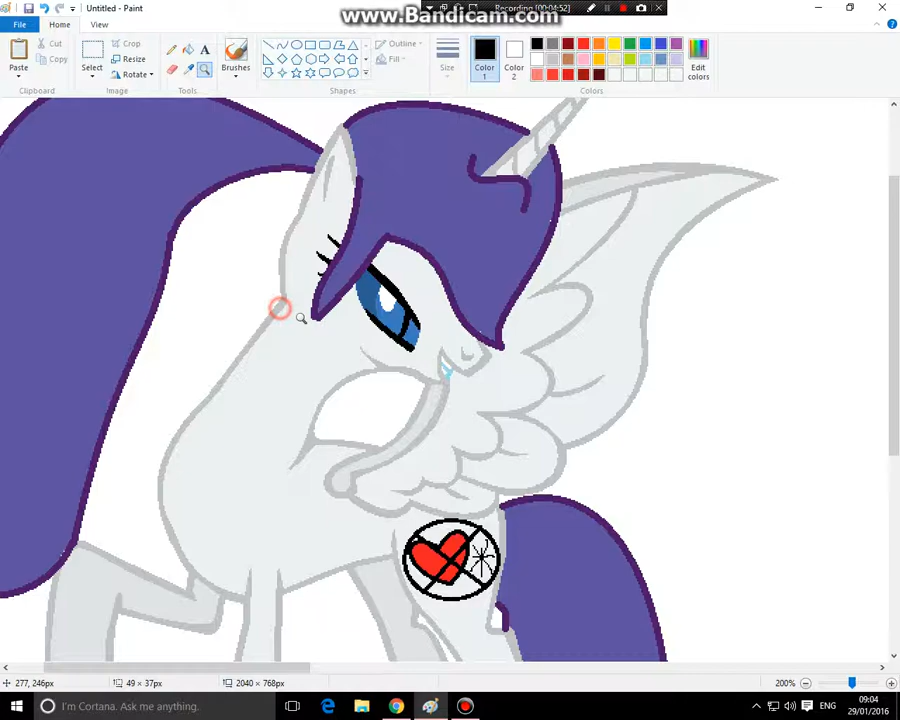 Untitled - Paint
www.Bandicam.com
Recording [00:04:52]
File
Home
View
Paste
Cut
Copy
Clipboard
Select
Crop
Resize
Rotate
Image
A
Tools
Brushes
Outline
Fill
Shapes
Size
Color 1
Color 2
Edit colors
Colors
277, 246px
49 × 37px
2040 × 768px
200%
I'm Cortana. Ask me anything.
ENG
09:04
29/01/2016